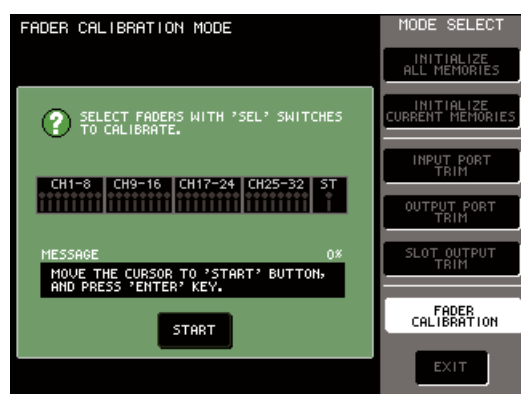 FADER CALIBRATION MODE
SELECT FADERS WITH 'SEL' SWITCHES
TO CALIBRATE.
CH1-8 CH9-16 CH17-24 CH25-32 ST
MESSAGE 0%
MOVE THE CURSOR TO 'START' BUTTON,
AND PRESS 'ENTER' KEY.
START
MODE SELECT
INITIALIZE
ALL MEMORIES
INITIALIZE
CURRENT MEMORIES
INPUT PORT
TRIM
OUTPUT PORT
TRIM
SLOT OUTPUT
TRIM
FADER
CALIBRATION
EXIT